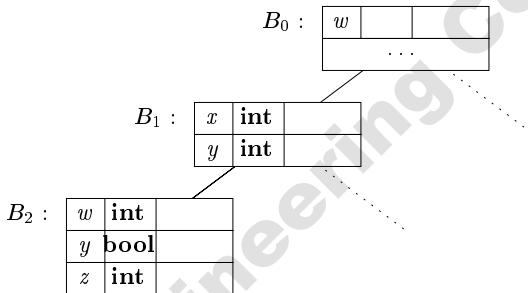 B₀ : w
. . .
B₁ : x int
y int
B₂ : w int
y bool
z int